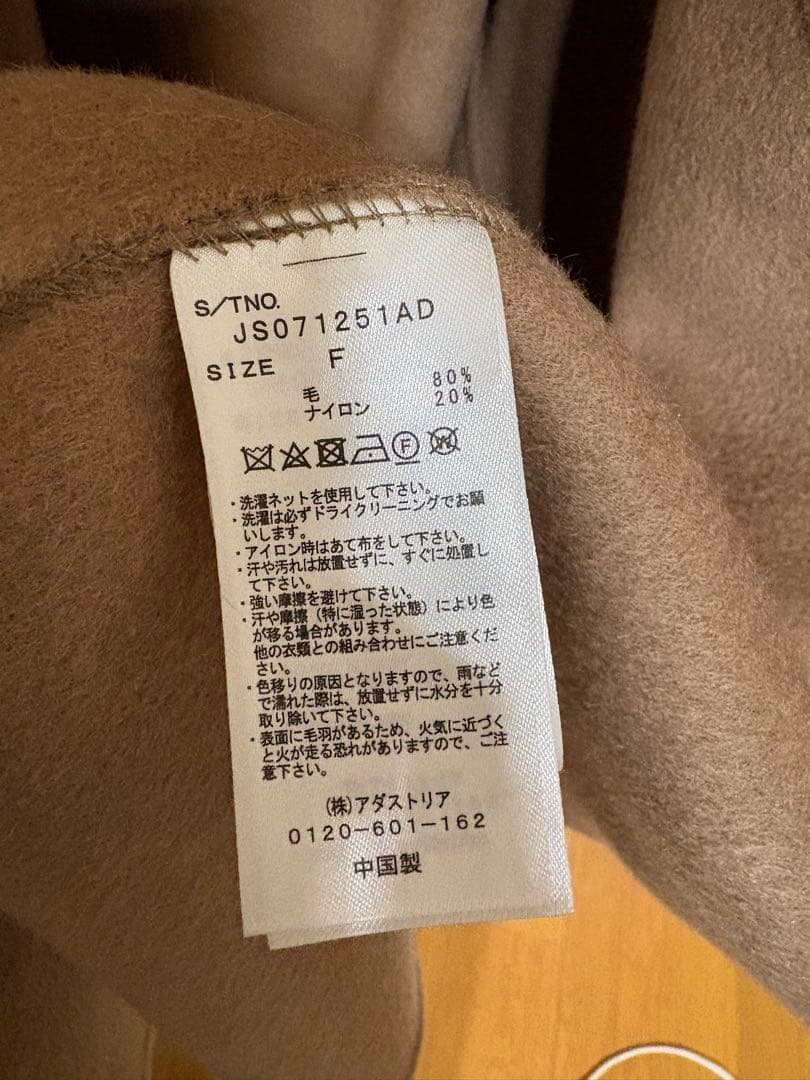 S/TNO.
JS071251AD
SIZE F
毛 80%
ナイロン 20%
F W
・洗濯ネットを使用して下さい。
・洗濯は必ずドライクリーニングでお願
いします。
・アイロン時はあて布をして下さい。
・汗や汚れは放置せずに、すぐに処置し
て下さい。
・強い摩擦を避けて下さい。
・汗や摩擦（特に湿った状態）により色
が移る場合があります。
他の衣類との組み合わせにご注意くだ
さい。
・色移りの原因となりますので、雨など
で濡れた際は、放置せずに水分を十分
取り除いて下さい。
・表面に毛羽があるため、火気に近づく
と火が走る恐れがありますので、ご注
意下さい。
(株)アダストリア
0120-601-162
中国製